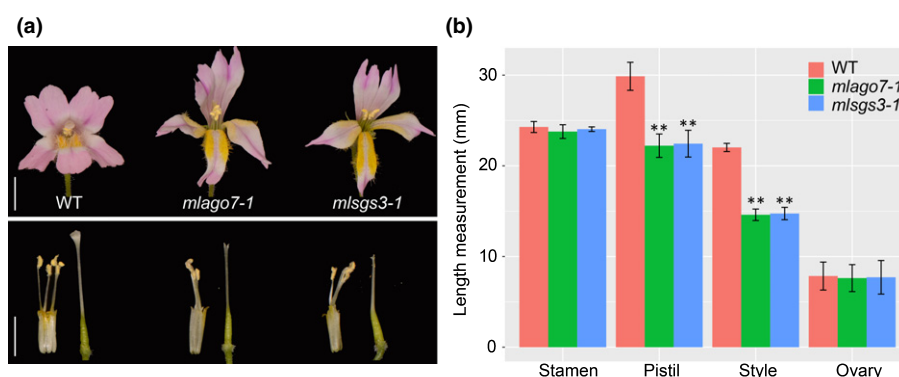 (a)
WT
mlago7-1
mlsgs3-1
(b)
Length measurement (mm)
30
20
10
0
** **
** **
WT
mlago7-1
mlsgs3-1
Stamen Pistil Style Ovary